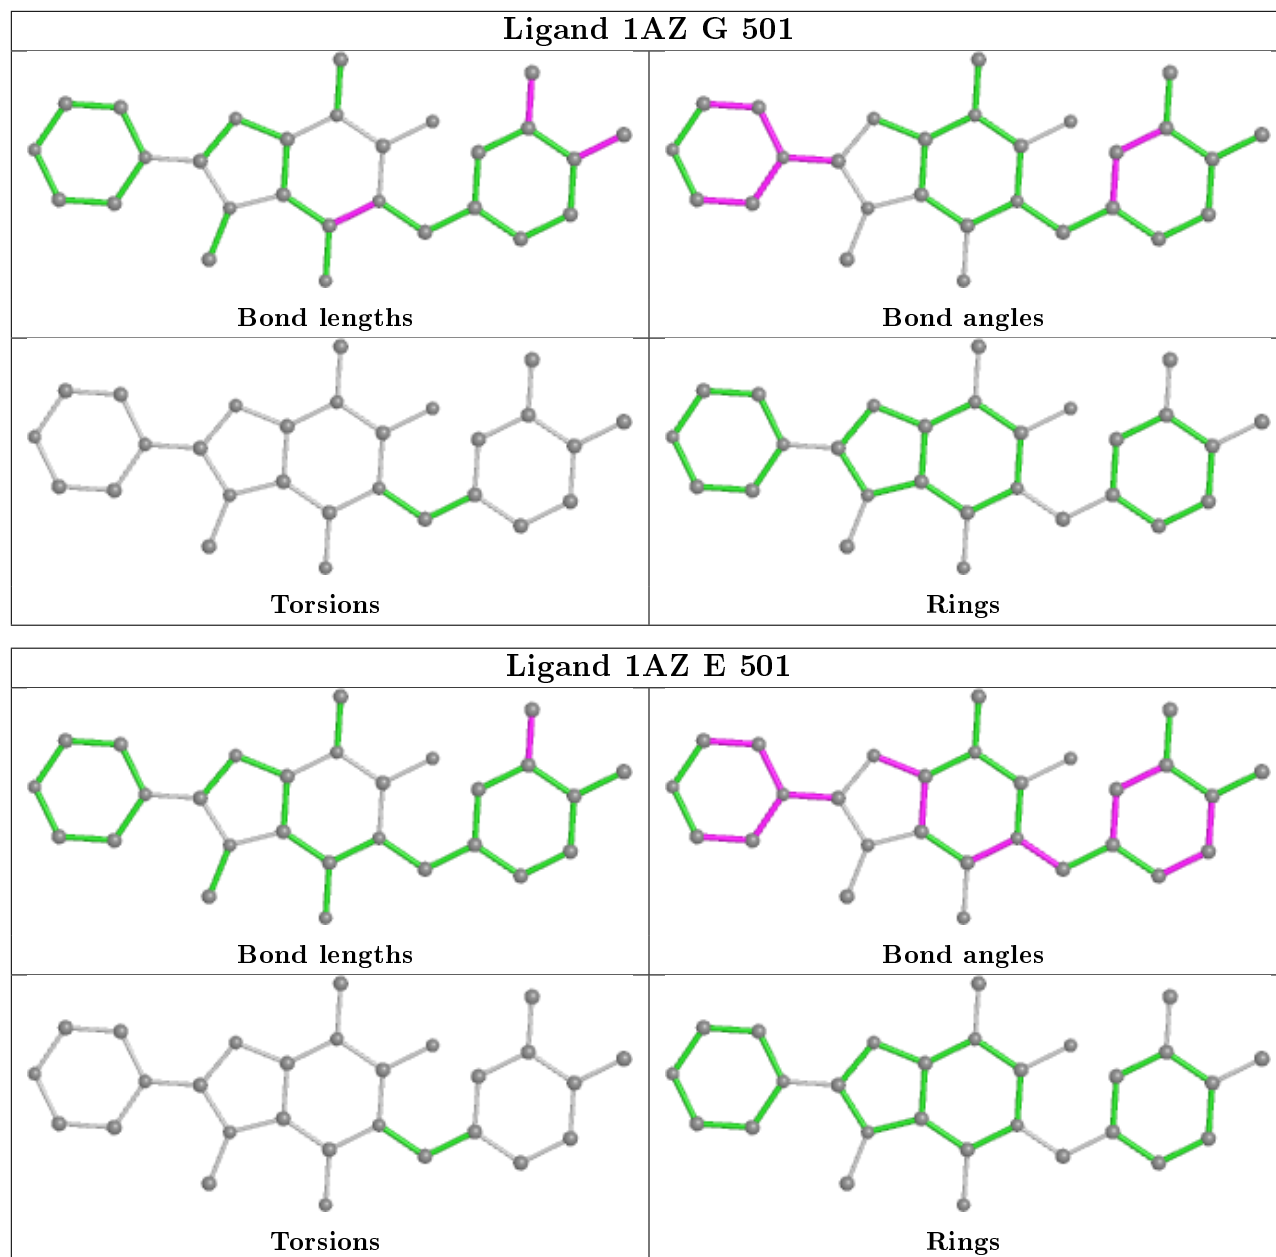 Ligand 1AZ G 501
Bond lengths
Bond angles
Torsions
Rings
Ligand 1AZ E 501
Bond lengths
Bond angles
Torsions
Rings